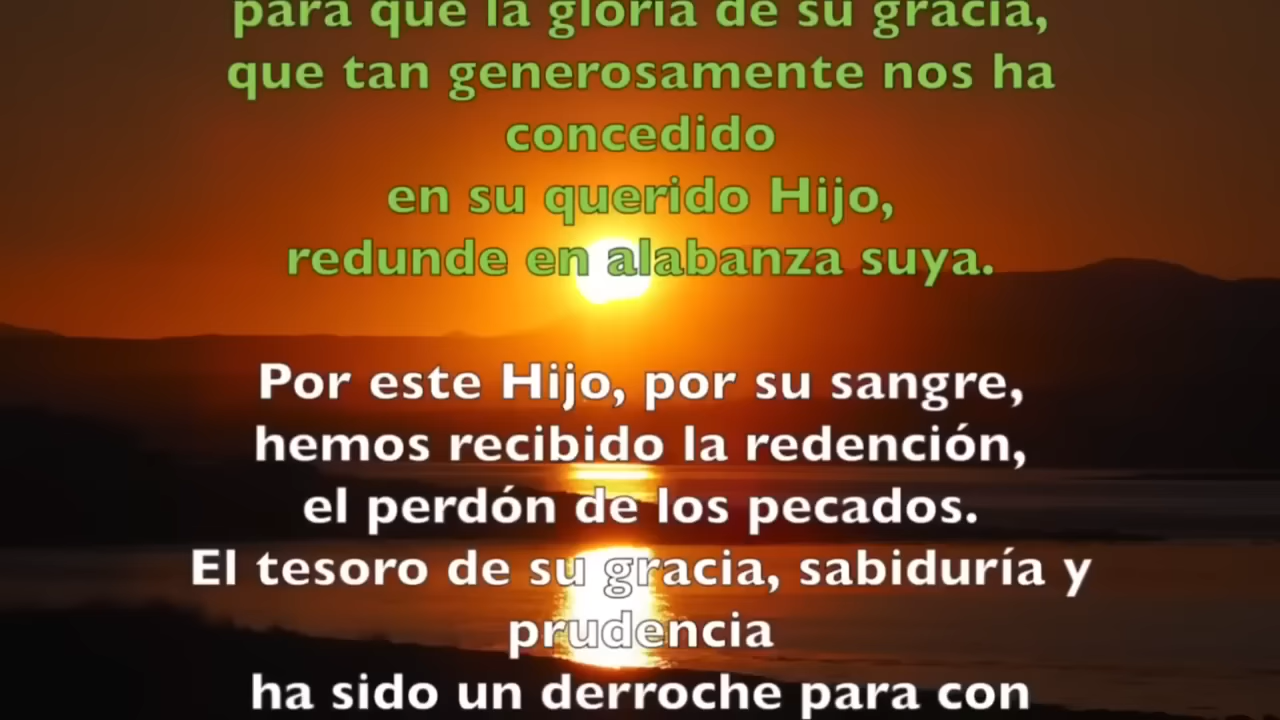 para que la gloria de su gracia,
que tan generosamente nos ha
concedido
en su querido Hijo,
redunde en alabanza suya.
Por este Hijo, por su sangre,
hemos recibido la redención,
el perdón de los pecados.
El tesoro de su gracia, sabiduría y
prudencia
ha sido un derroche para con